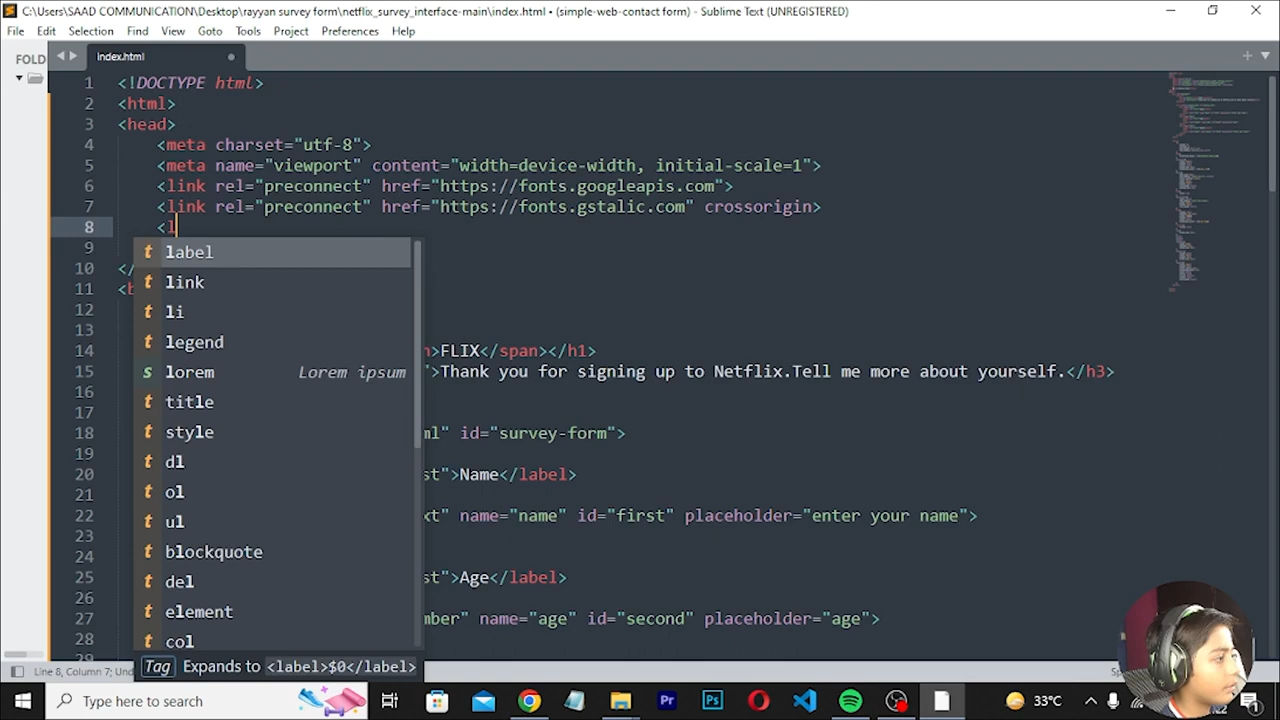 C:\Users\SAAD COMMUNICATION\Desktop\rayyan survey form\netflix_survey_interface-main\index.html • (simple-web-contact form) - Sublime Text (UNREGISTERED)
File Edit Selection Find View Goto Tools Project Preferences Help
FOLD
index.html
1 <!DOCTYPE html>
2 <html>
3 <head>
4 <meta charset="utf-8">
5 <meta name="viewport" content="width=device-width, initial-scale=1">
6 <link rel="preconnect" href="https://fonts.googleapis.com">
7 <link rel="preconnect" href="http://fonts.gstalic.com" crossorigin>
8 <l
9
10 </
11 <b
12
13
14 >FLIX</span></h1>
15 ">Thank you for signing up to Netflix.Tell me more about yourself.</h3>
16
17
18 ml" id="survey-form">
19
20 st">Name</label>
21
22 xt" name="name" id="first" placeholder="enter your name">
23
24
25 st">Age</label>
26
27 mber" name="age" id="second" placeholder="age">
28
29
t label
t link
t li
t legend
s lorem Lorem ipsum
t title
t style
t dl
t ol
t ul
t blockquote
t del
t element
t col
Tag Expands to <label>$0</label>
Line 8, Column 7; Und
Type here to search
Pr
Ps
33°C
1